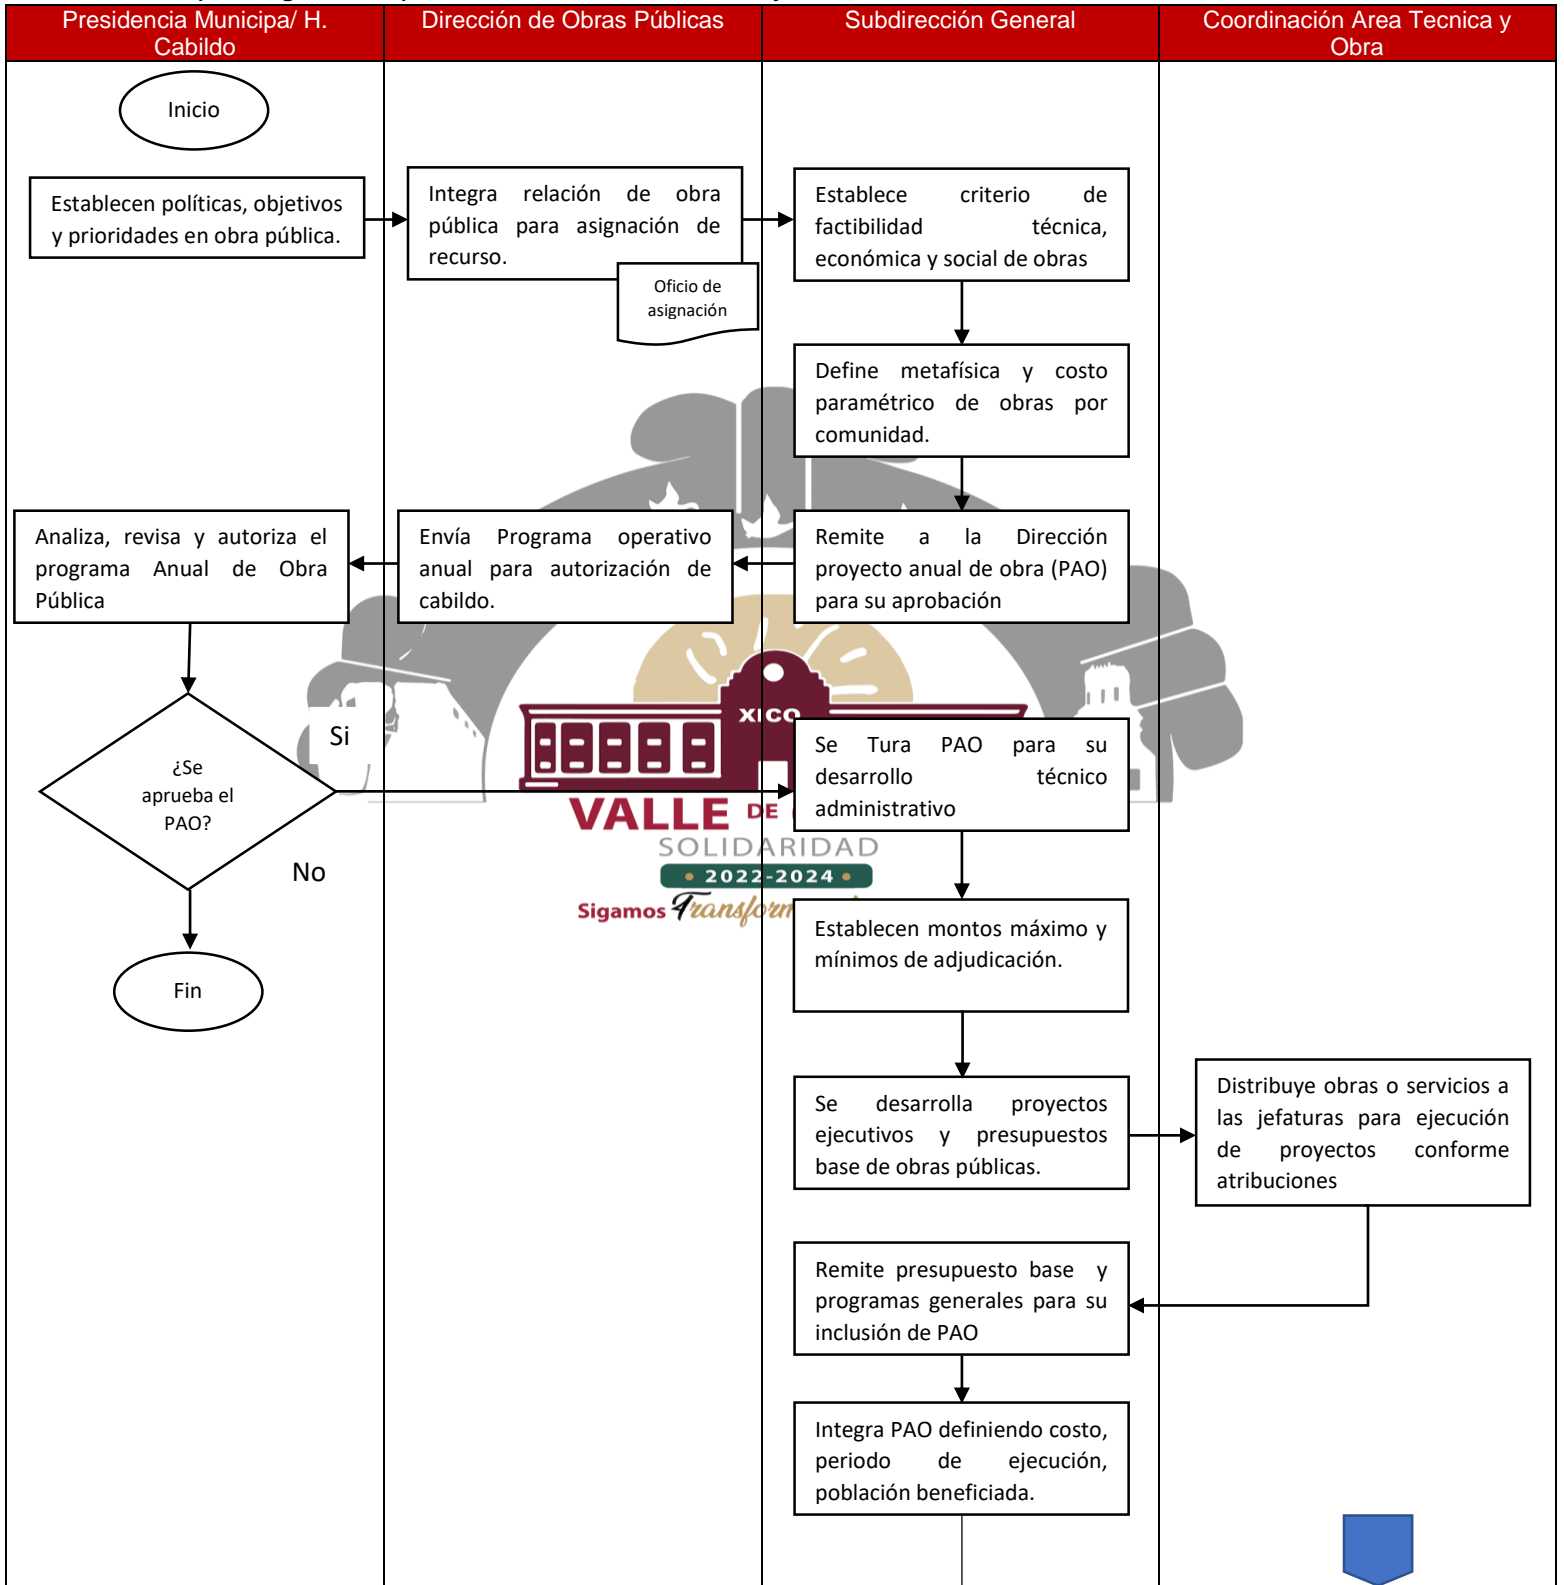 Presidencia Municipa/ H.
Cabildo
Dirección de Obras Públicas
Subdirección General
Coordinación Area Tecnica y
Obra
Inicio
Establecen políticas, objetivos
y prioridades en obra pública.
Integra relación de obra
pública para asignación de
recurso.
Oficio de
asignación
Establece criterio de
factibilidad técnica,
económica y social de obras
Define metafísica y costo
paramétrico de obras por
comunidad.
Analiza, revisa y autoriza el
programa Anual de Obra
Pública
Envía Programa operativo
anual para autorización de
cabildo.
Remite a la Dirección
proyecto anual de obra (PAO)
para su aprobación
¿Se
aprueba el
PAO?
Si
No
XICO
VALLE DE
SOLIDARIDAD
• 2022-2024 •
Sigamos
Se Tura PAO para su
desarrollo técnico
administrativo
Establecen montos máximo y
mínimos de adjudicación.
Fin
Se desarrolla proyectos
ejecutivos y presupuestos
base de obras públicas.
Distribuye obras o servicios a
las jefaturas para ejecución
de proyectos conforme
atribuciones
Remite presupuesto base y
programas generales para su
inclusión de PAO
Integra PAO definiendo costo,
periodo de ejecución,
población beneficiada.